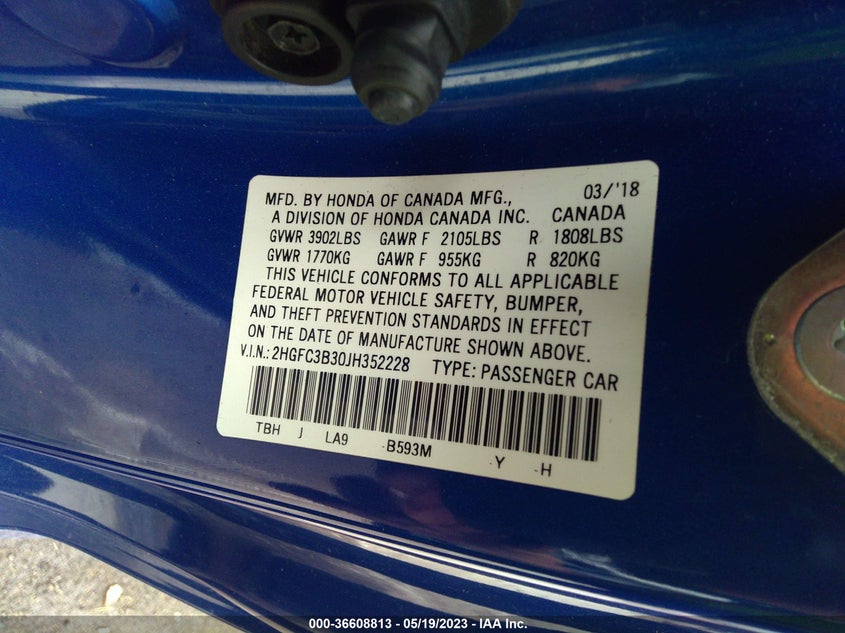 MFD. BY HONDA OF CANADA MFG., 03/'18
A DIVISION OF HONDA CANADA INC. CANADA
GVWR 3902LBS GAWR F 2105LBS R 1808LBS
GVWR 1770KG GAWR F 955KG R 820KG
THIS VEHICLE CONFORMS TO ALL APPLICABLE
FEDERAL MOTOR VEHICLE SAFETY, BUMPER,
AND THEFT PREVENTION STANDARDS IN EFFECT
ON THE DATE OF MANUFACTURE SHOWN ABOVE.
V.I.N.: 2HGFC3B30JH352228 TYPE: PASSENGER CAR
TBH J LA9 -B593M -Y -H
000-36608813 - 05/19/2023 - IAA Inc.